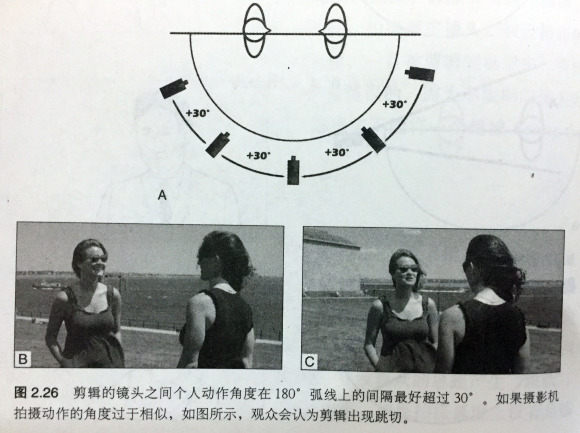 +30°
+30°
+30°
+30°
A
B
C
图 2.26 剪辑的镜头之间个人动作角度在 180° 弧线上的间隔最好超过 30° 。如果摄影机
拍摄动作的角度过于相似，如图所示，观众会认为剪辑出现跳切。